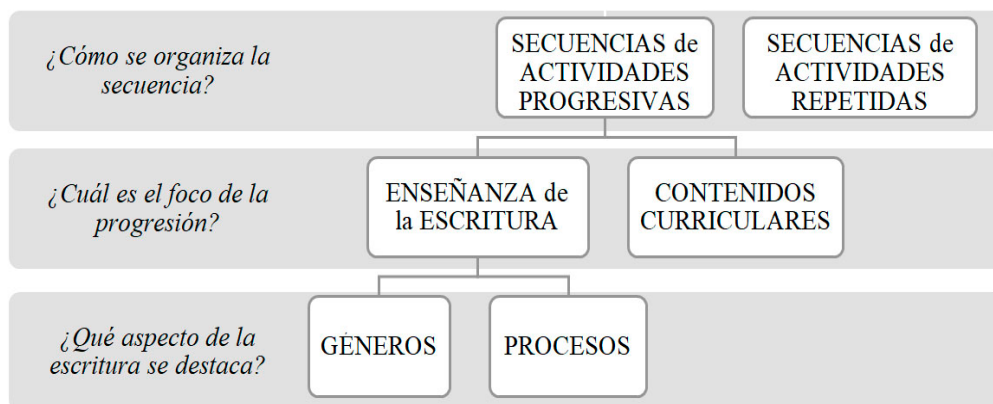 ¿Cómo se organiza la
secuencia?
SECUENCIAS de
ACTIVIDADES
PROGRESIVAS
SECUENCIAS de
ACTIVIDADES
REPETIDAS
¿Cuál es el foco de la
progresión?
ENSEÑANZA de
la ESCRITURA
CONTENIDOS
CURRICULARES
¿Qué aspecto de la
escritura se destaca?
GÉNEROS
PROCESOS